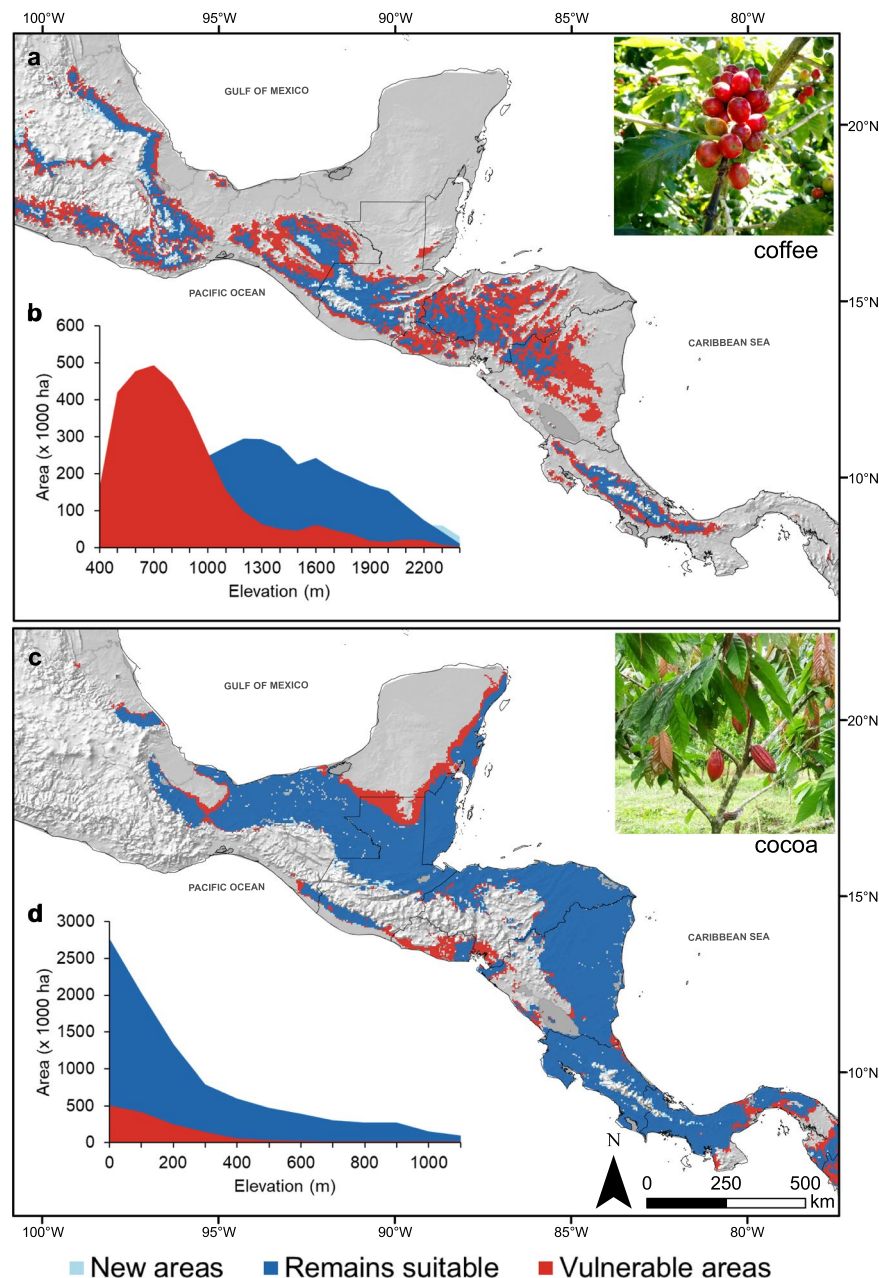 100°W 95°W 90°W 85°W 80°W
a
GULF OF MEXICO
20°N
coffee
PACIFIC OCEAN
15°N
b
CARIBBEAN SEA
600
500
400
300
200
100
0
Area (x 1000 ha)
10°N
400 700 1000 1300 1600 1900 2200
Elevation (m)
c
GULF OF MEXICO
20°N
cocoa
PACIFIC OCEAN
15°N
d
CARIBBEAN SEA
3000
2500
2000
1500
1000
500
0
Area (x 1000 ha)
10°N
0 200 400 600 800 1000
Elevation (m)
N
0 250 500
km
100°W 95°W 90°W 85°W 80°W
New areas Remains suitable Vulnerable areas